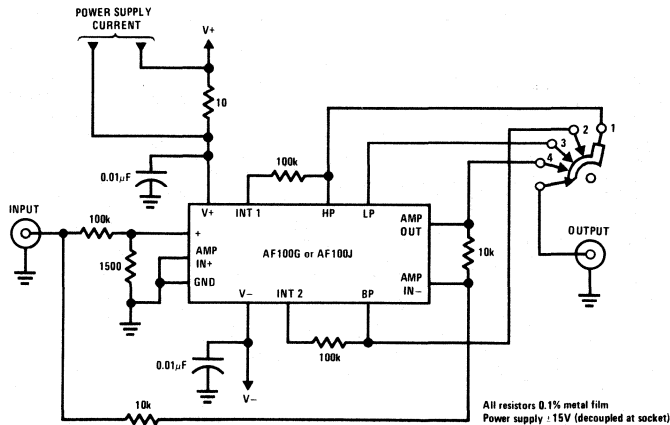 POWER SUPPLY
CURRENT
V+
10
100k
0.01µF
2
1
3
4
INPUT
100k
V+
INT 1
HP
LP
AMP
OUT
+
AMP
IN+
GND
AF100G or AF100J
1500
10k
OUTPUT
V−
INT 2
BP
AMP
IN−
100k
0.01µF
V−
10k
All resistors 0.1% metal film
Power supply ±15V (decoupled at socket)